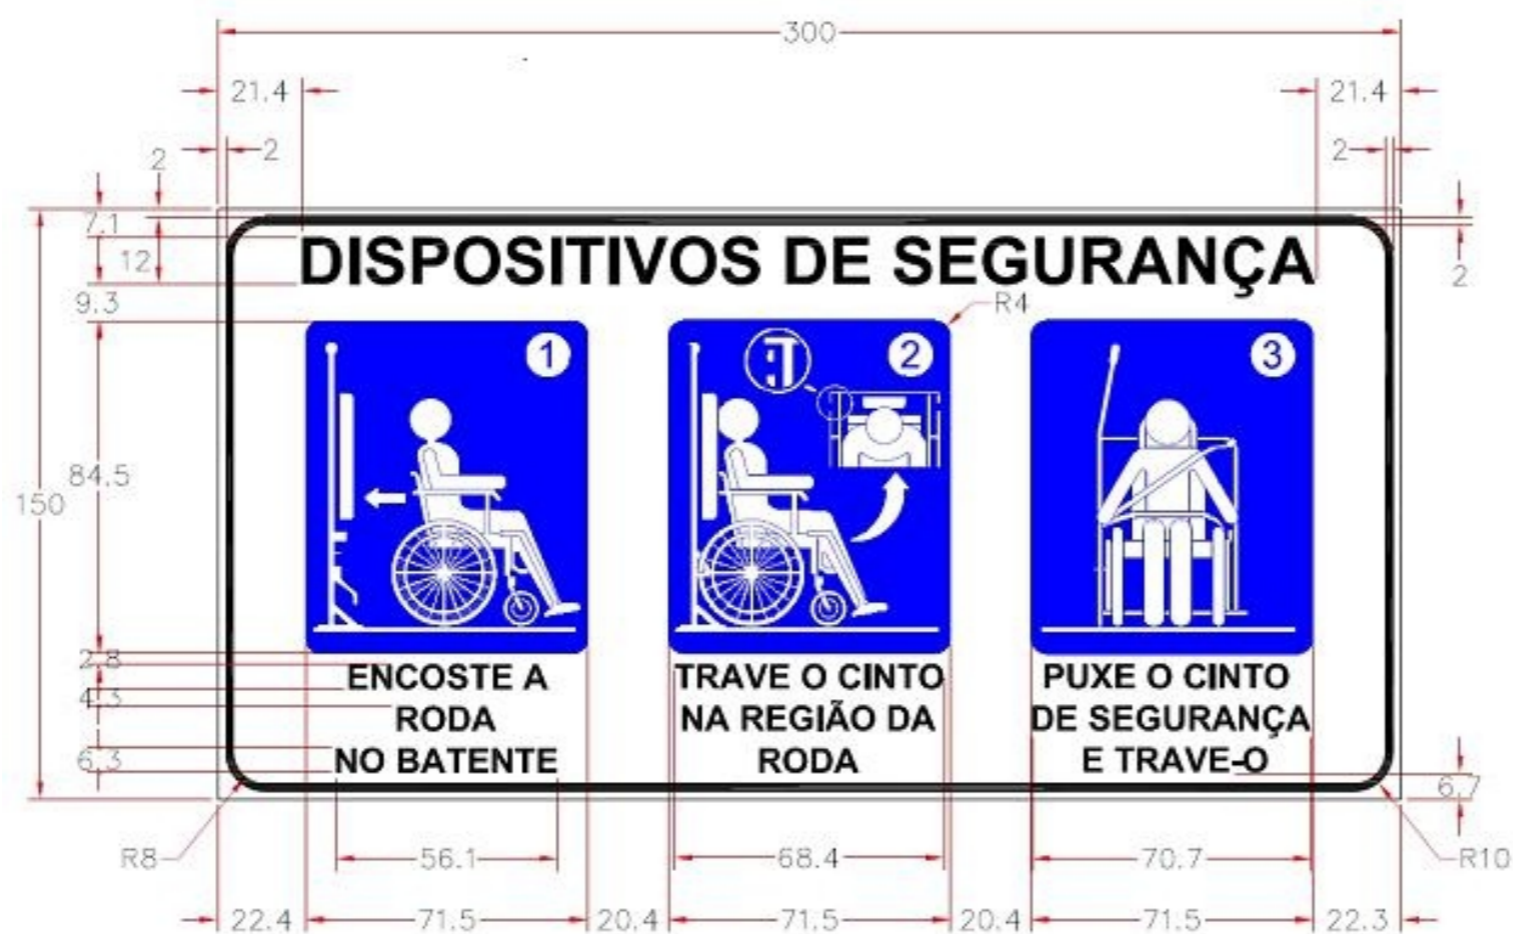 300
21.4
21.4
2
2
2
7.1
12
9.3
2
DISPOSITIVOS DE SEGURANÇA
R4
1
2
3
84.5
150
2.8
4.3
6.3
ENCOSTE A
RODA
NO BATENTE
TRAVE O CINTO
NA REGIÃO DA
RODA
PUXE O CINTO
DE SEGURANÇA
E TRAVE-O
6.7
R8
56.1
68.4
70.7
R10
22.4
71.5
20.4
71.5
20.4
71.5
22.3